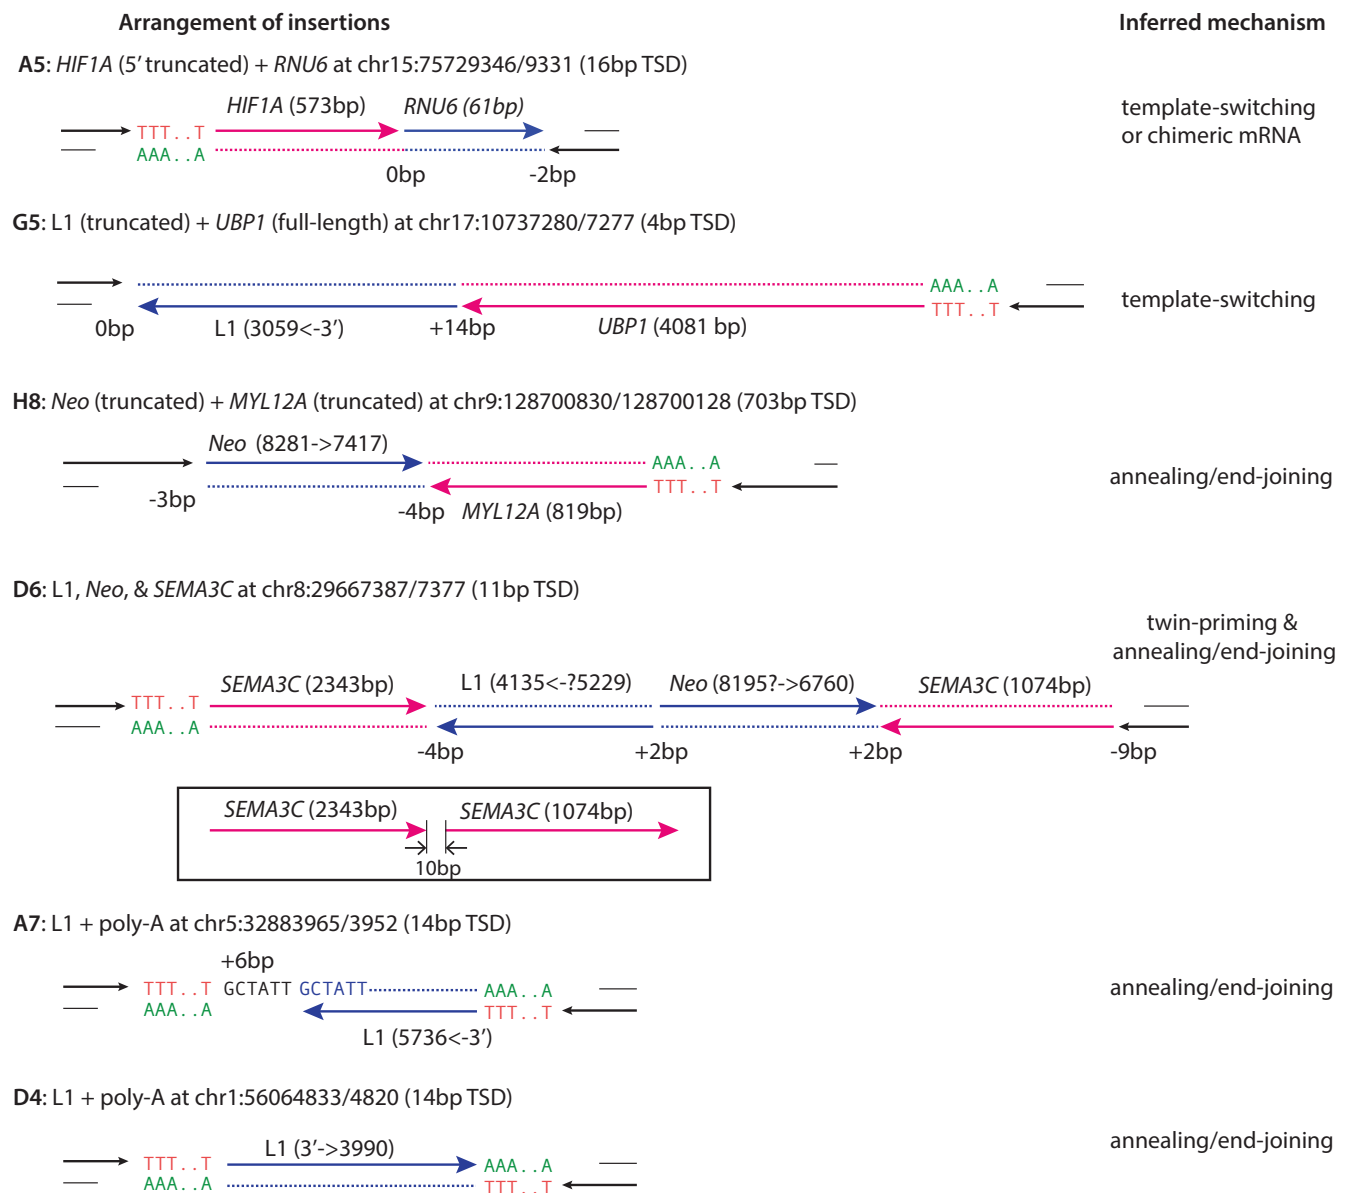 Arrangement of insertions
Inferred mechanism
A5: HIF1A (5′ truncated) + RNU6 at chr15:75729346/9331 (16bp TSD)
HIF1A (573bp)
RNU6 (61bp)
TTT..T
AAA..A
0bp
-2bp
template-switching
or chimeric mRNA
G5: L1 (truncated) + UBP1 (full-length) at chr17:10737280/7277 (4bp TSD)
AAA..A
TTT..T
0bp
L1 (3059<-3′)
+14bp
UBP1 (4081 bp)
template-switching
H8: Neo (truncated) + MYL12A (truncated) at chr9:128700830/128700128 (703bp TSD)
Neo (8281->7417)
AAA..A
TTT..T
-3bp
-4bp
MYL12A (819bp)
annealing/end-joining
D6: L1, Neo, & SEMA3C at chr8:29667387/7377 (11bp TSD)
twin-priming &
annealing/end-joining
SEMA3C (2343bp)
L1 (4135<-?5229)
Neo (8195?->6760)
SEMA3C (1074bp)
TTT..T
AAA..A
-4bp
+2bp
+2bp
-9bp
SEMA3C (2343bp)
SEMA3C (1074bp)
10bp
A7: L1 + poly-A at chr5:32883965/3952 (14bp TSD)
+6bp
TTT..T GCTATT GCTATT AAA..A
AAA..A TTT..T
L1 (5736<-3′)
annealing/end-joining
D4: L1 + poly-A at chr1:56064833/4820 (14bp TSD)
L1 (3′->3990)
TTT..T AAA..A
AAA..A TTT..T
annealing/end-joining